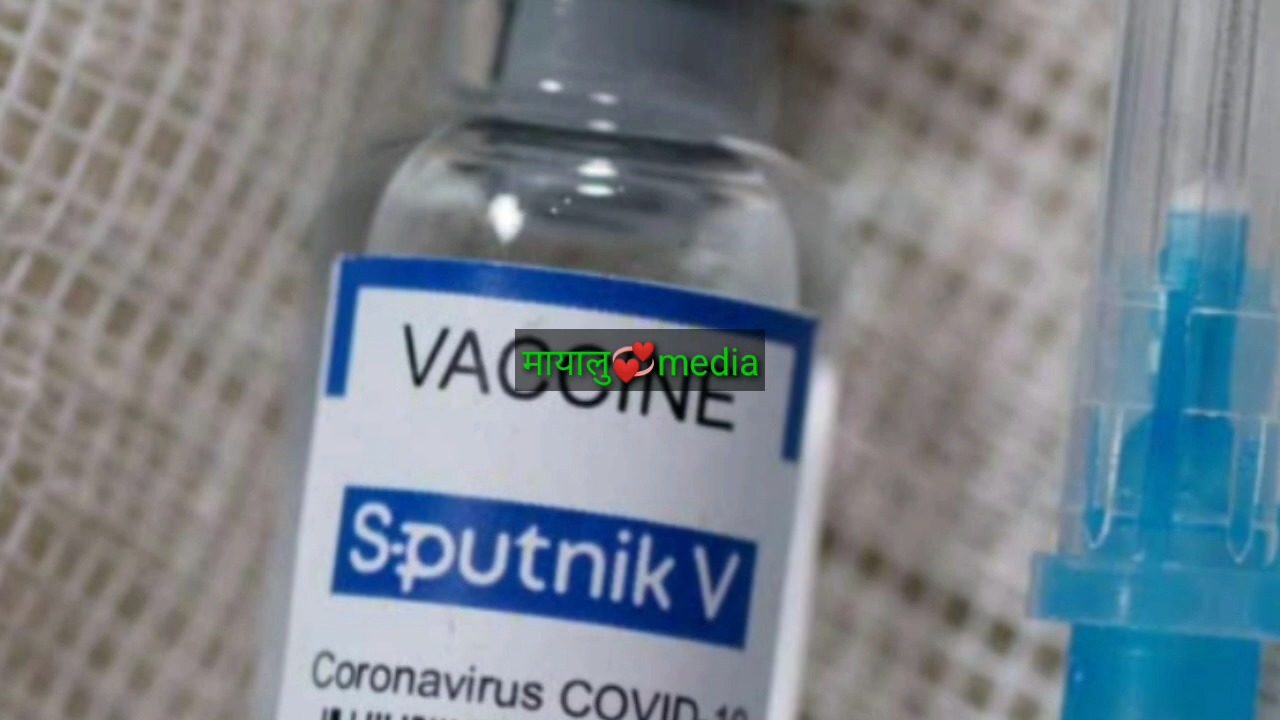 VACCINE
मायालु💞media
Sputnik V
Coronavirus COVID-19